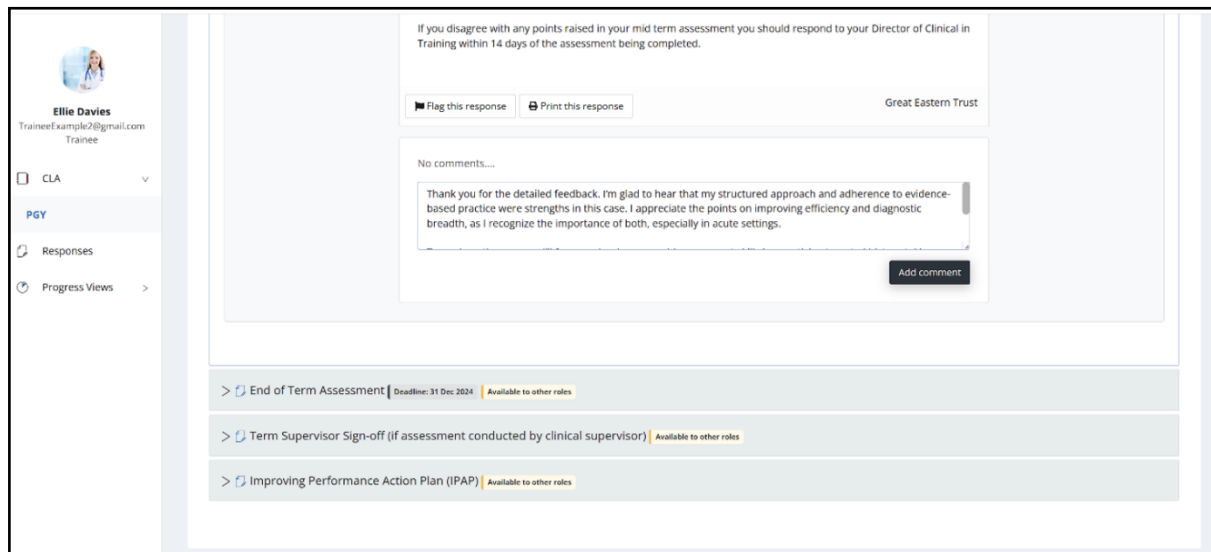 If you disagree with any points raised in your mid term assessment you should respond to your Director of Clinical in
Training within 14 days of the assessment being completed.
Flag this response
Print this response
Great Eastern Trust
Ellie Davies
TraineeExample2@gmail.com
Trainee
CLA
PGY
Responses
Progress Views
No comments....
Thank you for the detailed feedback. I'm glad to hear that my structured approach and adherence to evidence-
based practice were strengths in this case. I appreciate the points on improving efficiency and diagnostic
breadth, as I recognize the importance of both, especially in acute settings.
Add comment
End of Term Assessment Deadline: 31 Dec 2024 Available to other roles
Term Supervisor Sign-off (if assessment conducted by clinical supervisor) Available to other roles
Improving Performance Action Plan (IPAP) Available to other roles